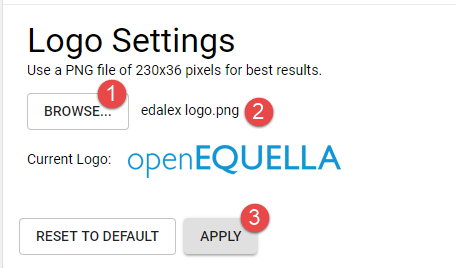 Logo Settings
Use a PNG file of 230x36 pixels for best results.
1
BROWSE... edalex logo.png 2
Current Logo: openEQUELLA
3
RESET TO DEFAULT APPLY